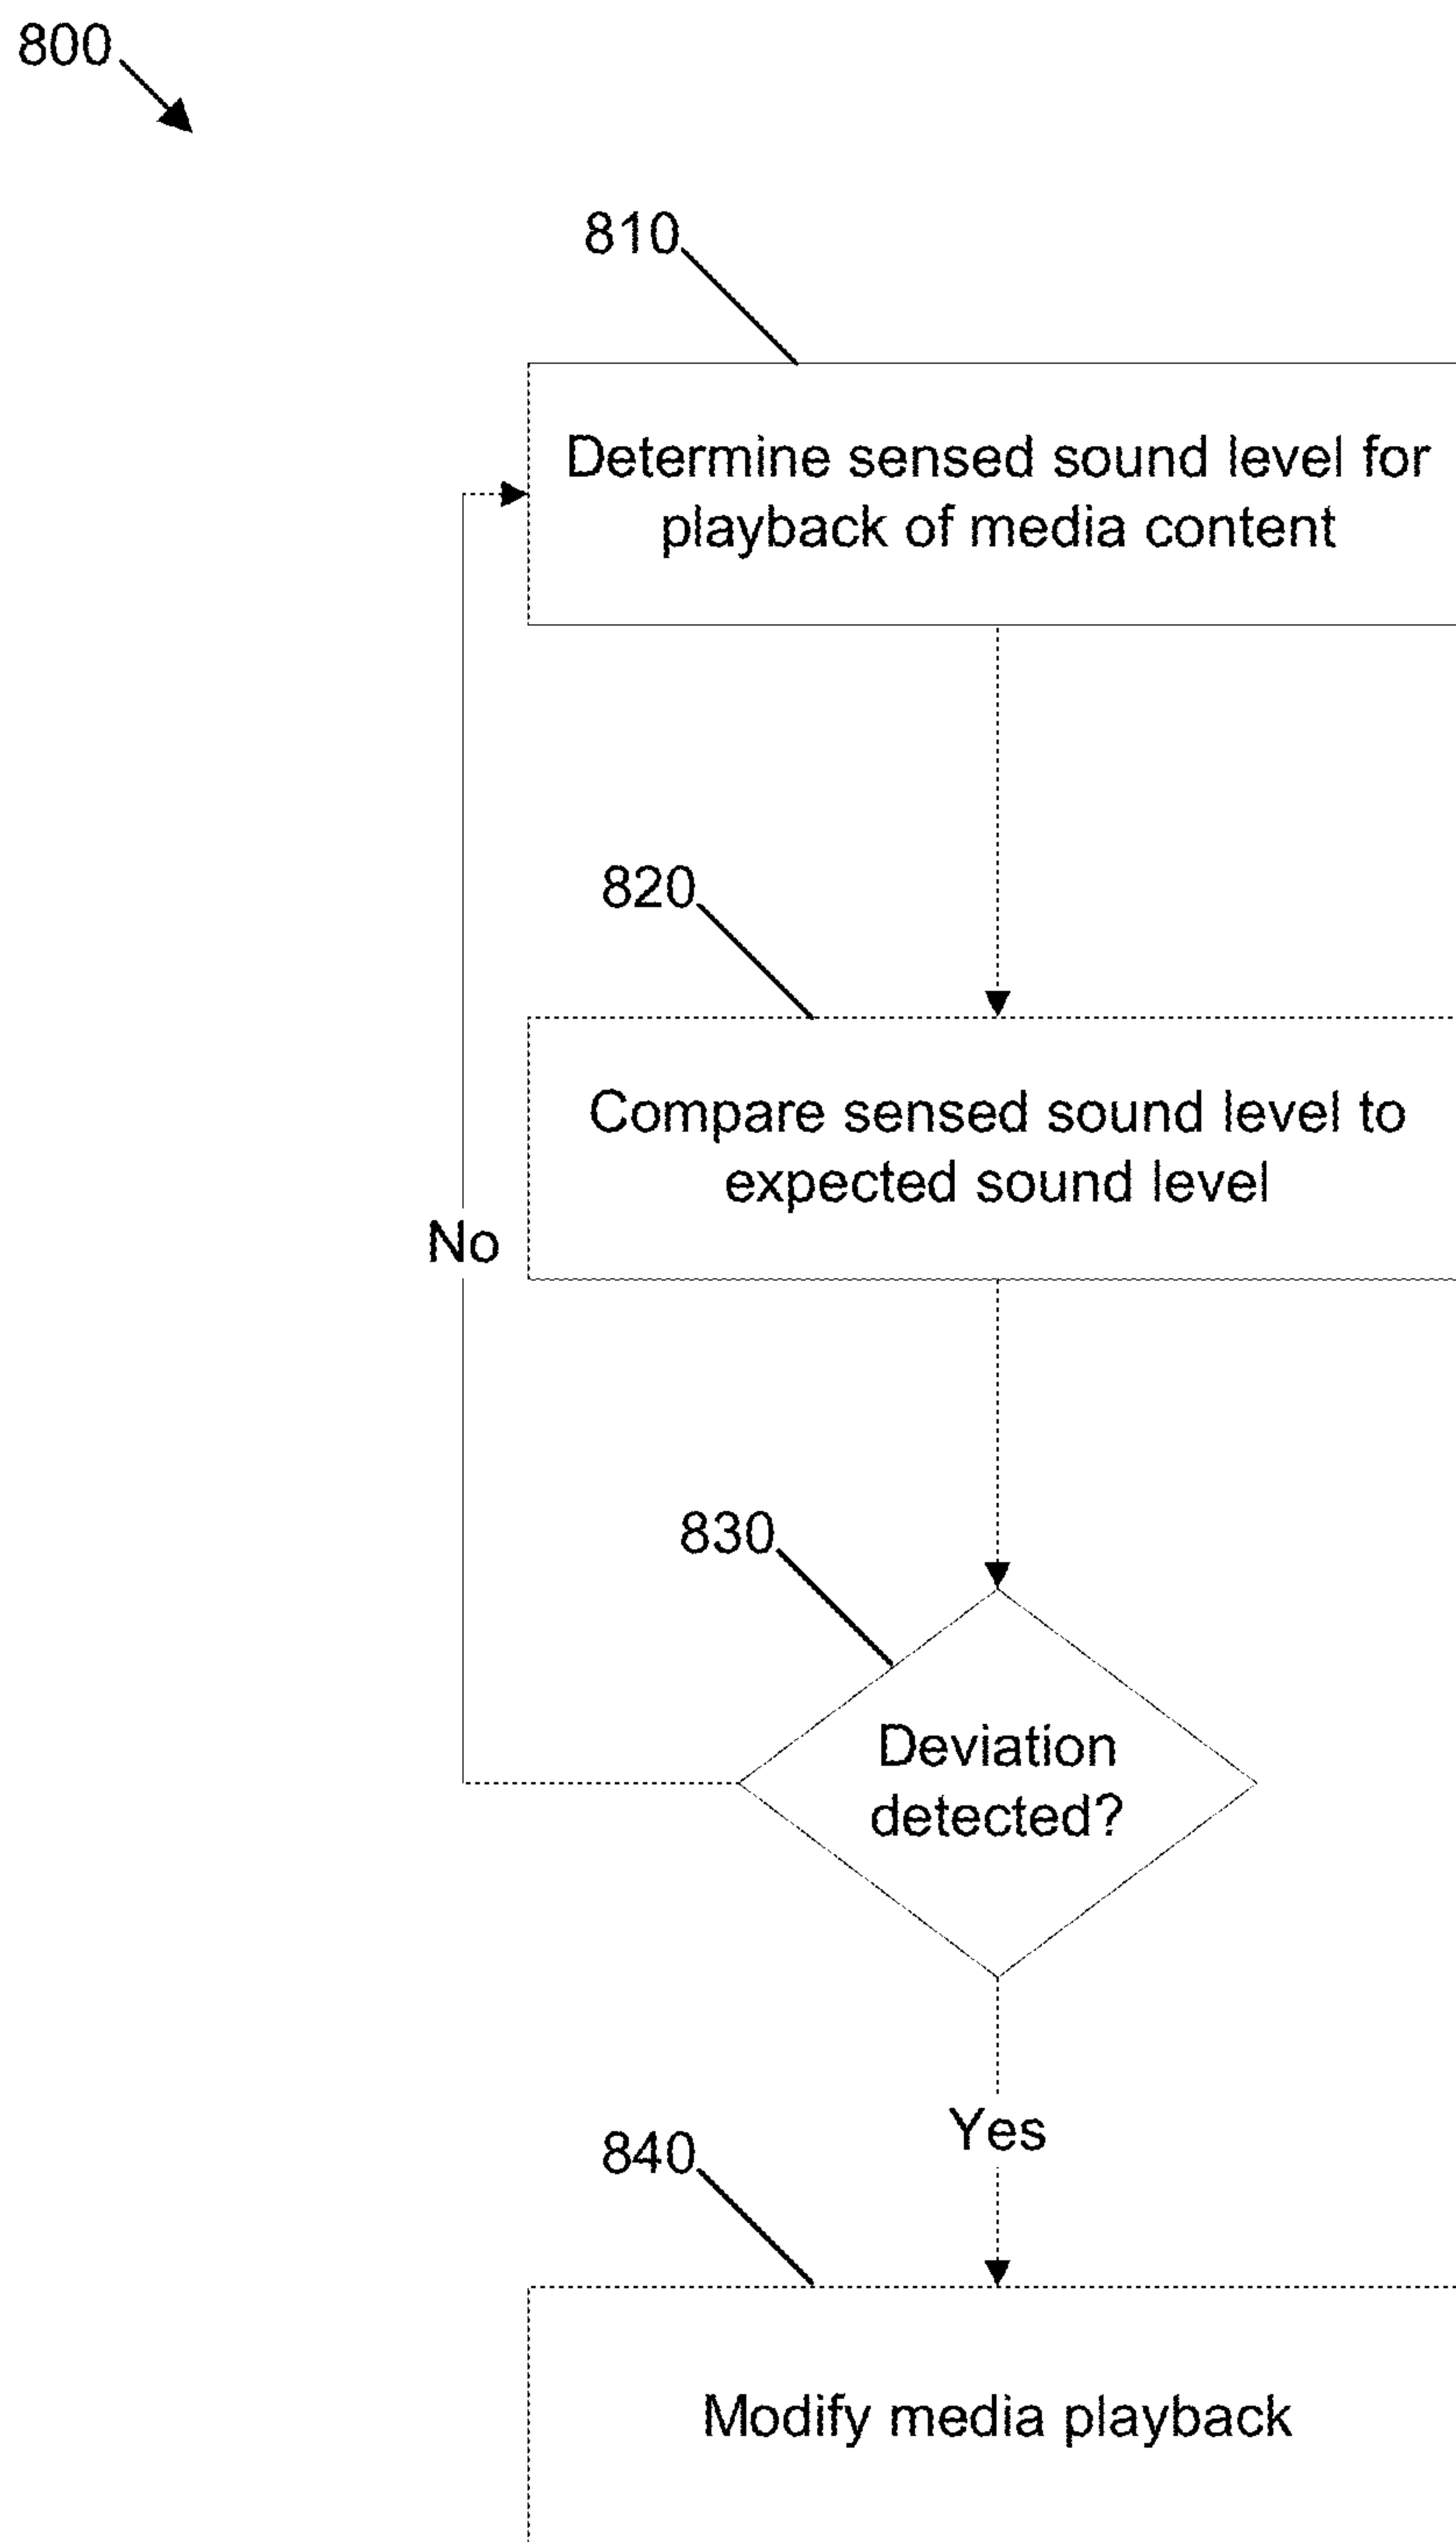 800
810
Determine sensed sound level for
playback of media content
820
Compare sensed sound level to
expected sound level
No
830
Deviation
detected?
Yes
840
Modify media playback